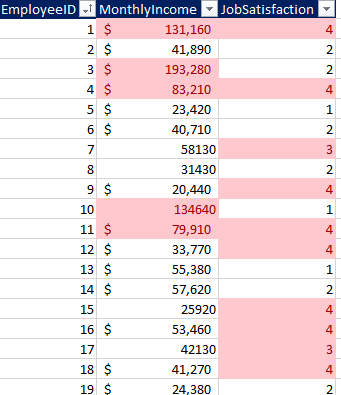 EmployeeID MonthlyIncome JobSatisfaction
1 $ 131,160 4
2 $ 41,890 2
3 $ 193,280 2
4 $ 83,210 4
5 $ 23,420 1
6 $ 40,710 2
7 58130 3
8 31430 2
9 $ 20,440 4
10 134640 1
11 $ 79,910 4
12 $ 33,770 4
13 $ 55,380 1
14 $ 57,620 2
15 25920 4
16 $ 53,460 4
17 42130 3
18 $ 41,270 4
19 $ 24,380 2